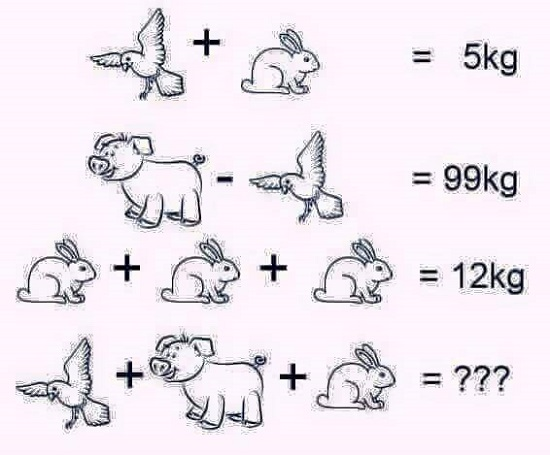 + = 5kg
- = 99kg
+ + = 12kg
+ + = ???